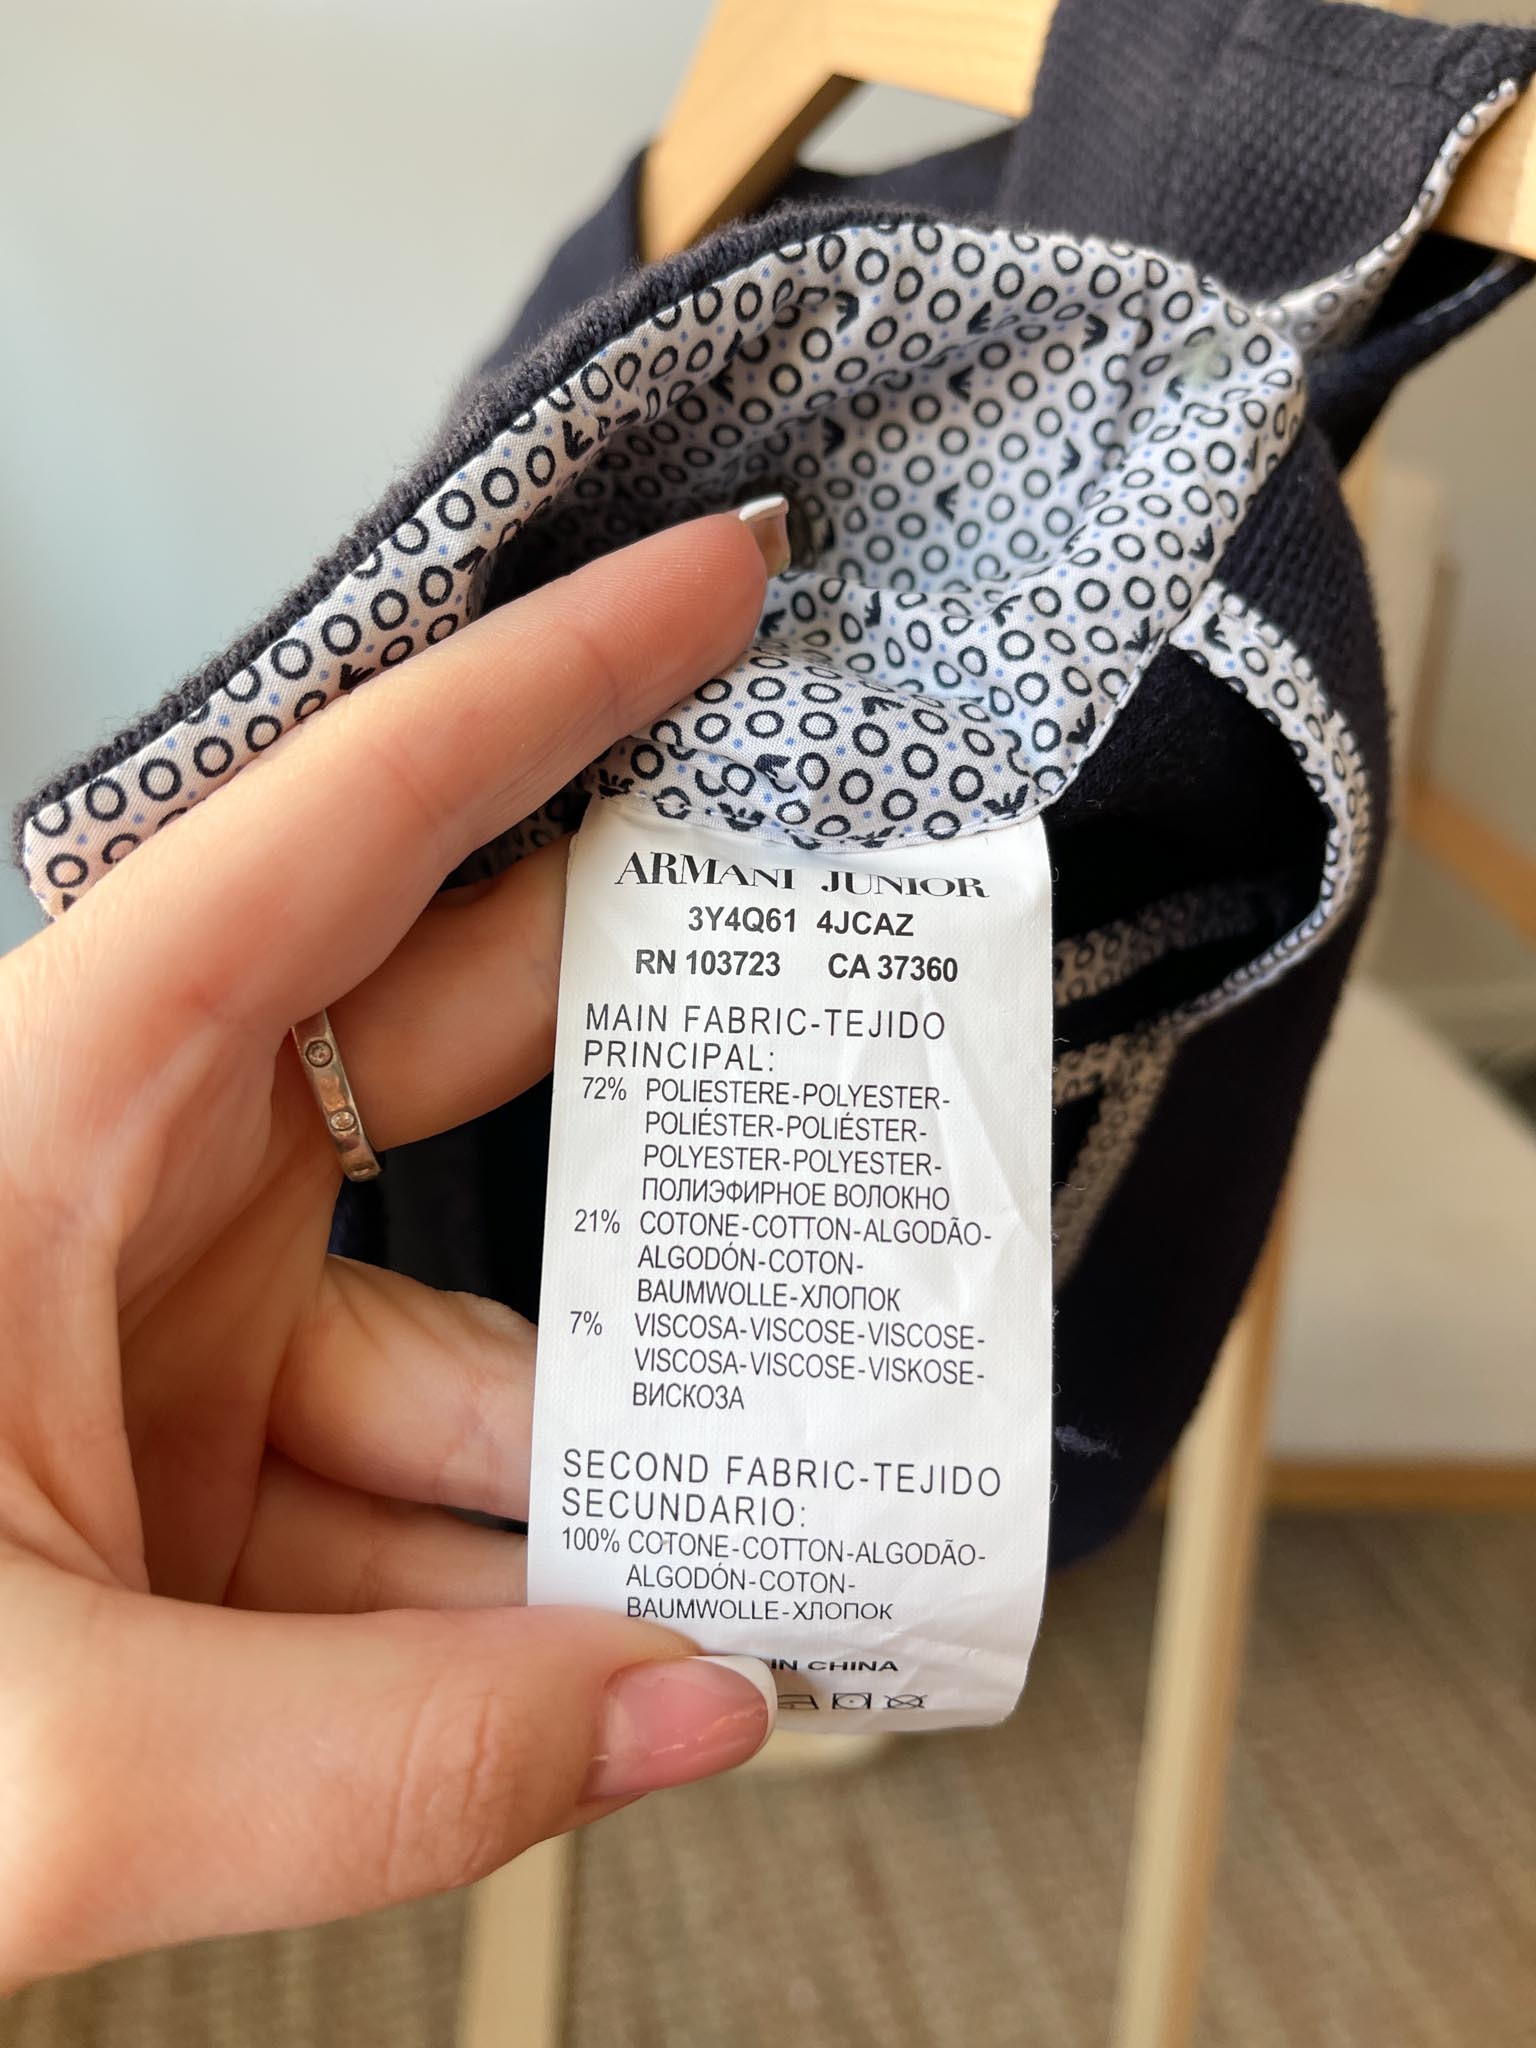 ARMANI JUNIOR
3Y4Q61 4JCAZ
RN 103723 CA 37360
MAIN FABRIC-TEJIDO
PRINCIPAL:
72% POLIESTERE-POLYESTER-
POLIÉSTER-POLIÉSTER-
POLYESTER-POLYESTER-
ПОЛИЭФИРНОЕ ВОЛОКНО
21% COTONE-COTTON-ALGODÃO-
ALGODÓN-COTON-
BAUMWOLLE-ХЛОПОК
7% VISCOSA-VISCOSE-VISCOSE-
VISCOSA-VISCOSE-VISKOSE-
ВИСКОЗА
SECOND FABRIC-TEJIDO
SECUNDARIO:
100% COTONE-COTTON-ALGODÃO-
ALGODÓN-COTON-
BAUMWOLLE-ХЛОПОК
IN CHINA